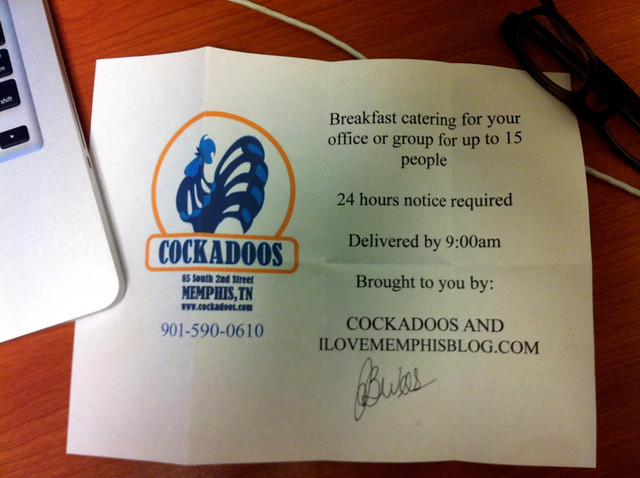 COCKADOOS
85 South 2nd Street
MEMPHIS, TN
www.cockadoos.com
901-590-0610
Breakfast catering for your
office or group for up to 15
people
24 hours notice required
Delivered by 9:00am
Brought to you by:
COCKADOOS AND
ILOVEMEMPHISBLOG.COM
shift